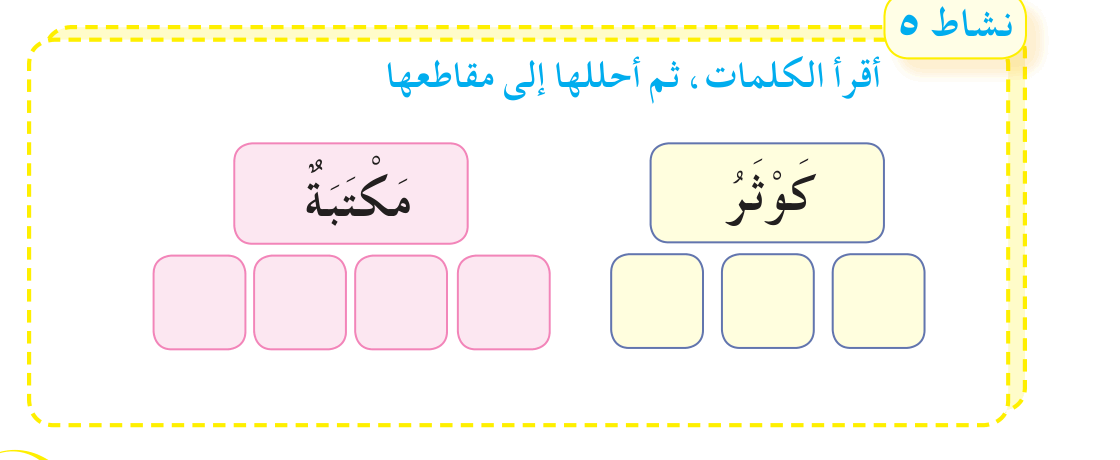 نشاط ٥
أقرأ الكلمات، ثم أحللها إلى مقاطعها
كَوْثَرُ
مَكْتَبَةٌ